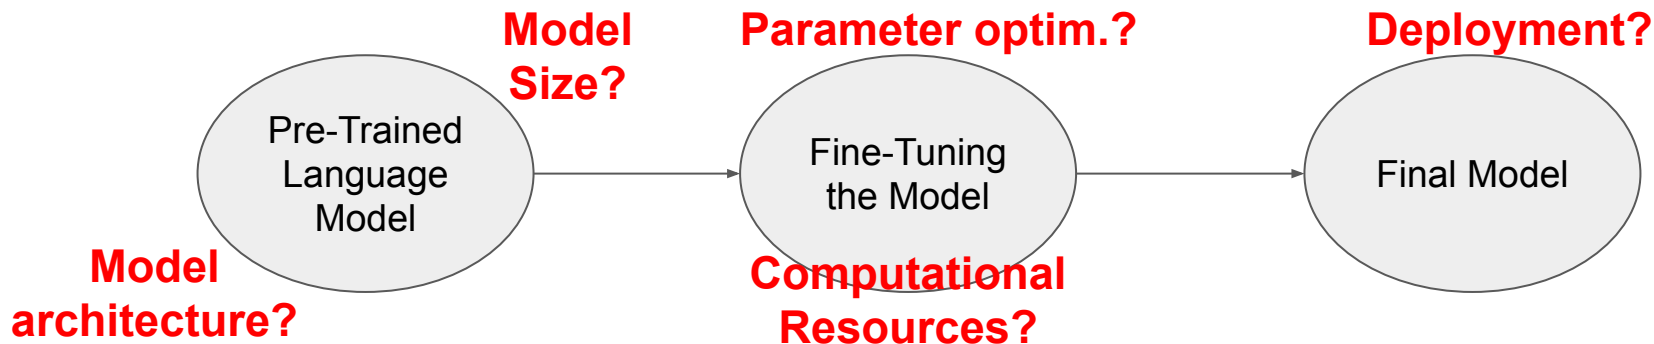 Model
Size?
Parameter optim.?
Deployment?
Pre-Trained
Language
Model
Fine-Tuning
the Model
Final Model
Model
architecture?
Computational
Resources?